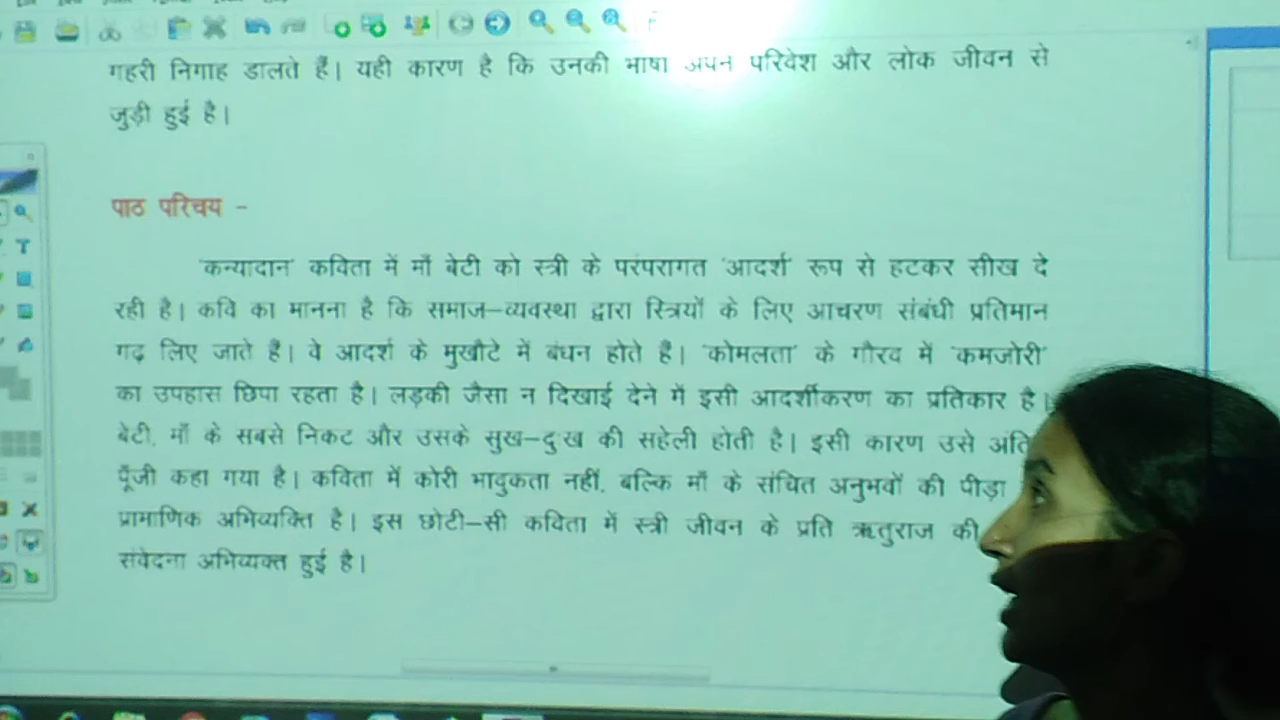 गहरी निगाह डालते हैं। यही कारण है कि उनकी भाषा अपने परिवेश और लोक जीवन से
जुड़ी हुई है।
पाठ परिचय -
'कन्यादान' कविता में माँ बेटी को स्त्री के परंपरागत 'आदर्श' रूप से हटकर सीख दे
रही है। कवि का मानना है कि समाज-व्यवस्था द्वारा स्त्रियों के लिए आचरण संबंधी प्रतिमान
गढ़ लिए जाते हैं। वे आदर्श के मुखौटे में बंधन होते हैं। 'कोमलता' के गौरव में 'कमजोरी'
का उपहास छिपा रहता है। लड़की जैसा न दिखाई देने में इसी आदर्शीकरण का प्रतिकार है।
बेटी, माँ के सबसे निकट और उसके सुख-दुःख की सहेली होती है। इसी कारण उसे
पूँजी कहा गया है। कविता में कोरी भावुकता नहीं, बल्कि माँ के संचित अनुभवों की पीड़ा
प्रामाणिक अभिव्यक्ति है। इस छोटी-सी कविता में स्त्री जीवन के प्रति ऋतुराज की
संवेदना अभिव्यक्त हुई है।